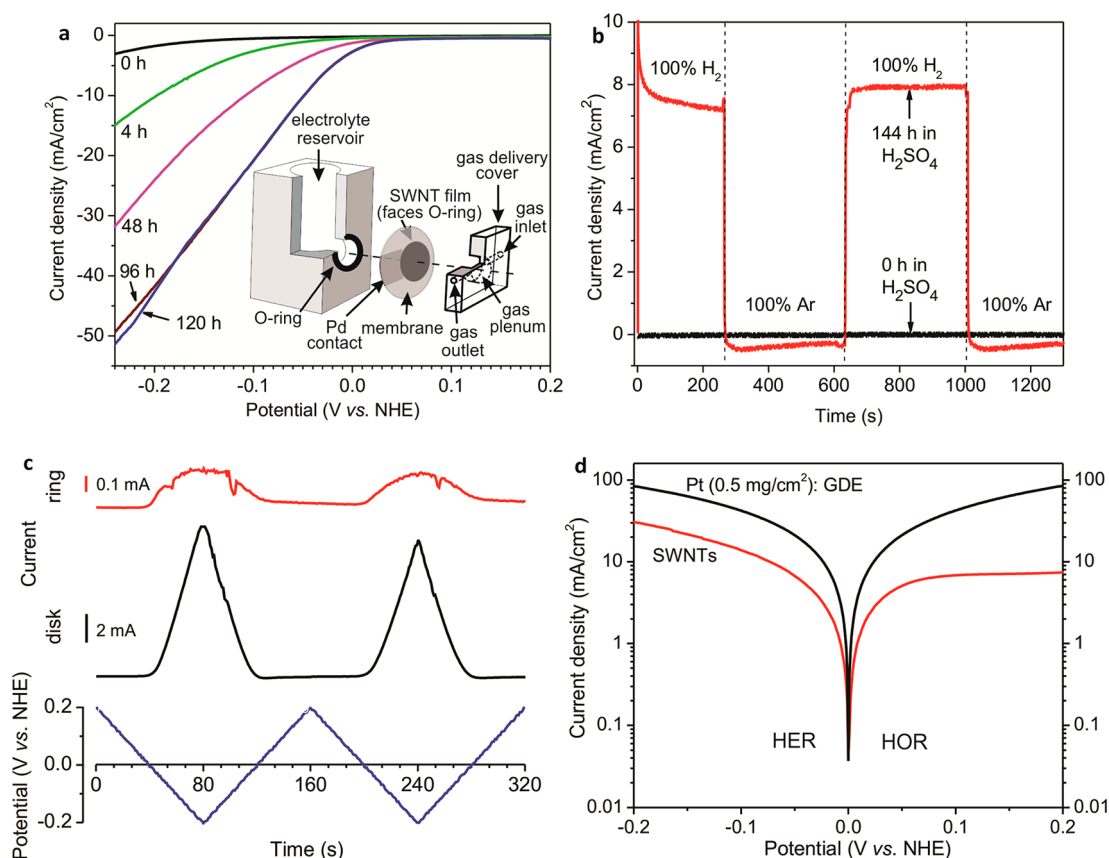 a
0
-10
-20
-30
-40
-50
Current density (mA/cm²)
0 h
4 h
48 h
96 h
120 h
electrolyte
reservoir
SWNT film
(faces O-ring)
gas delivery
cover
gas
inlet
O-ring
Pd
contact
membrane
gas
outlet
gas
plenum
-0.2
-0.1
0.0
0.1
0.2
Potential (V vs. NHE)
b
10
8
6
4
2
0
Current density (mA/cm²)
100% H₂
100% H₂
144 h in
H₂SO₄
0 h in
H₂SO₄
100% Ar
100% Ar
0
200
400
600
800
1000
1200
Time (s)
c
ring
0.1 mA
Current
disk
2 mA
Potential (V vs. NHE)
0.2
0.0
-0.2
0
80
160
240
320
Time (s)
d
100
10
1
0.1
0.01
Current density (mA/cm²)
Pt (0.5 mg/cm²): GDE
SWNTs
HER
HOR
100
10
1
0.1
0.01
-0.2
-0.1
0.0
0.1
0.2
Potential (V vs. NHE)